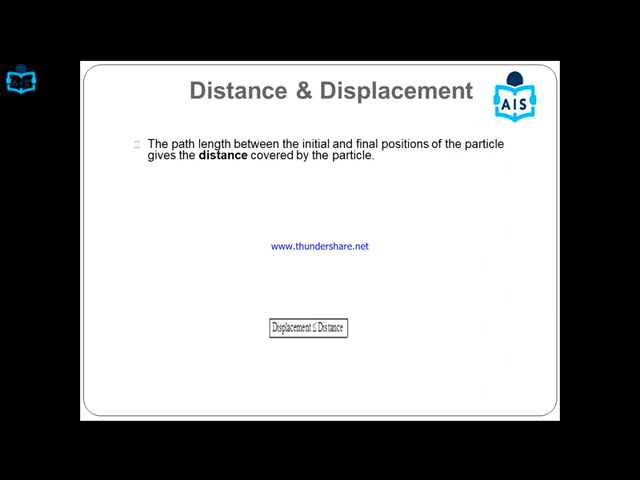 AIS
Distance & Displacement
AIS
The path length between the initial and final positions of the particle
gives the distance covered by the particle.
www.thundershare.net
Displacement ≤ Distance